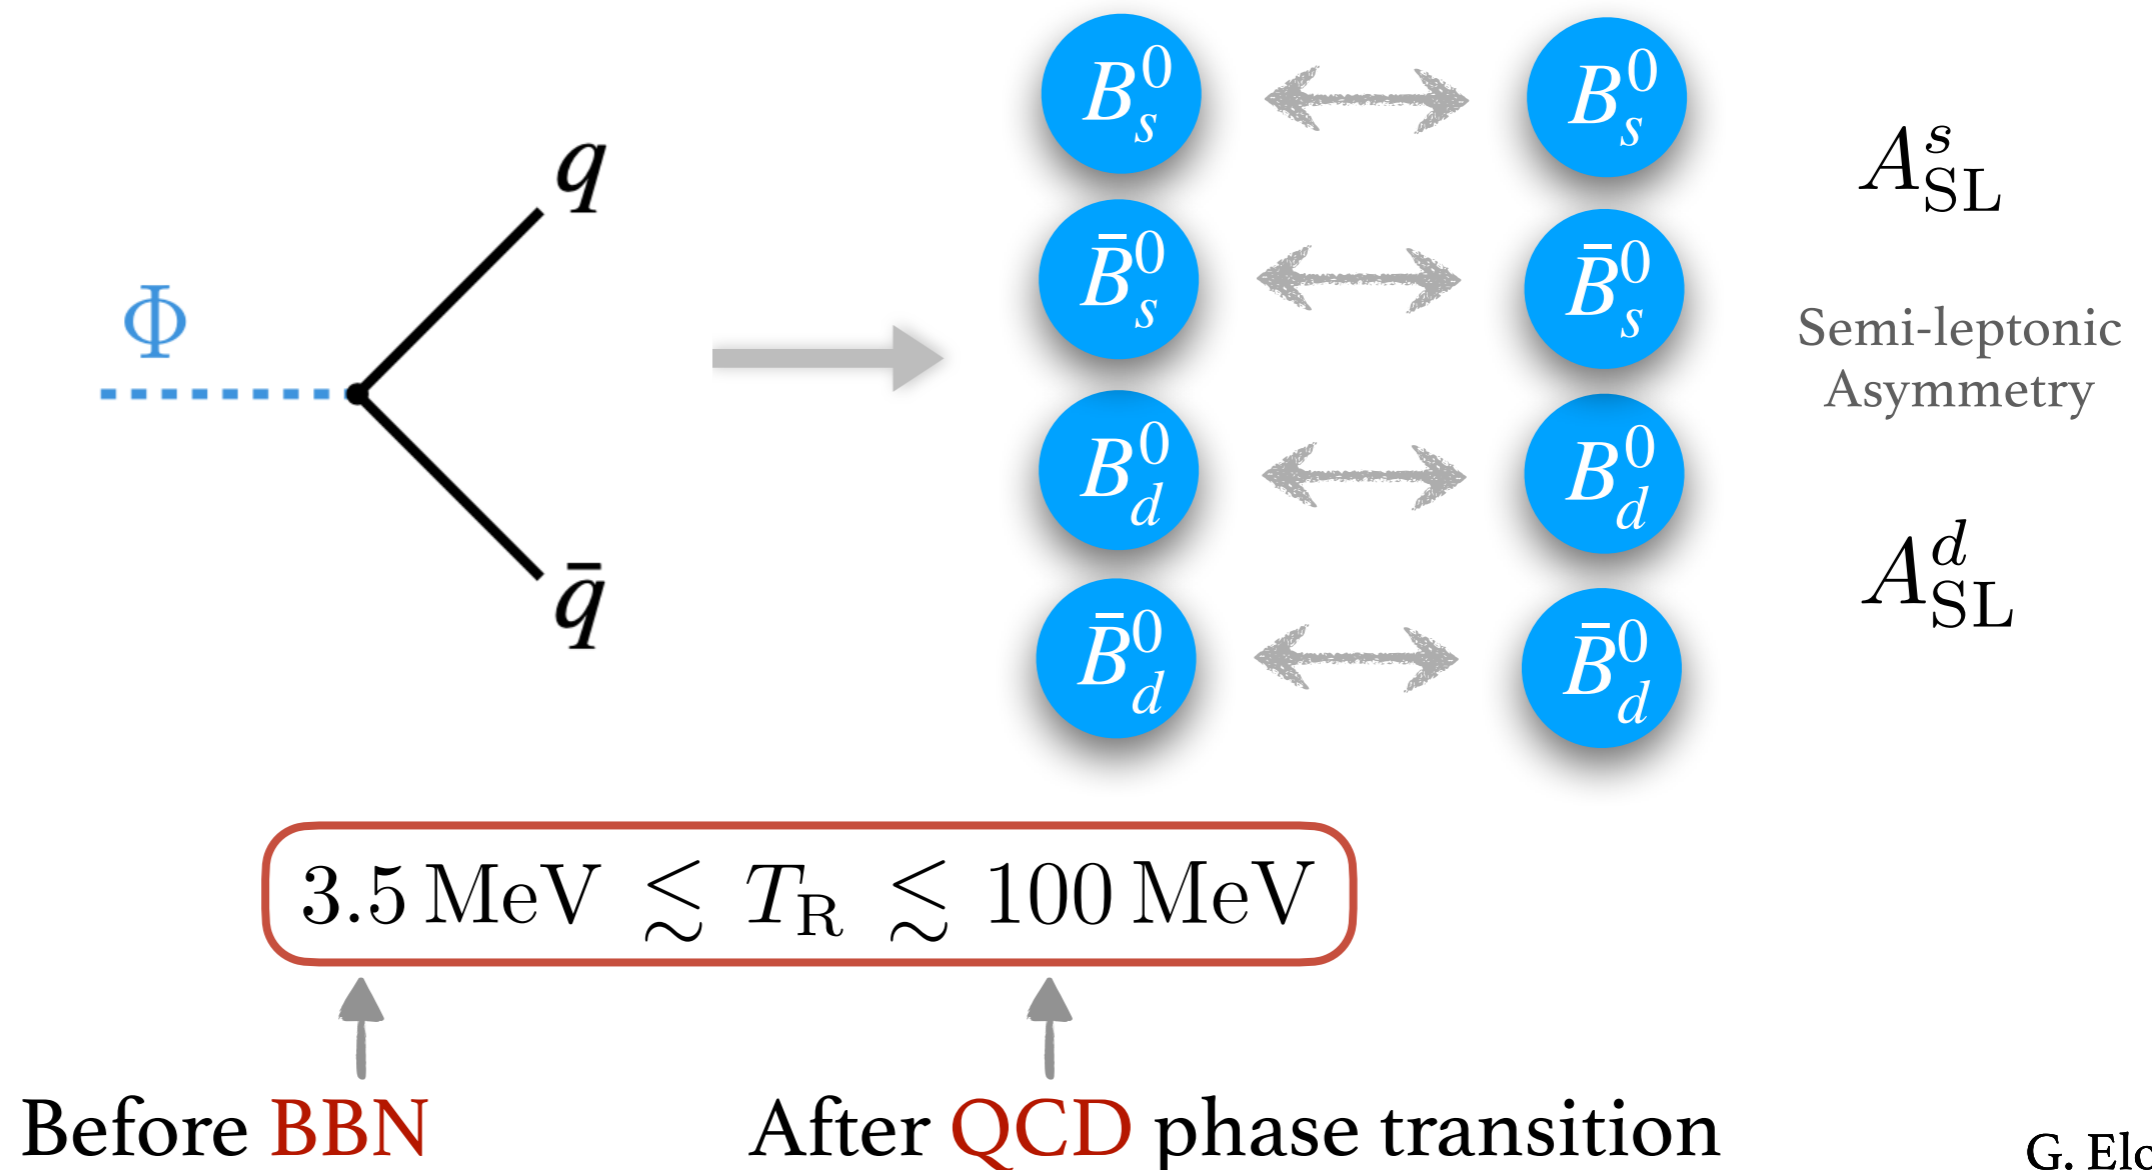 q
Φ
q̄
B_s^0 B_s^0
B̄_s^0 B̄_s^0
B_d^0 B_d^0
B̄_d^0 B̄_d^0
A_SL^s
Semi-leptonic
Asymmetry
A_SL^d
3.5 MeV ≲ T_R ≲ 100 MeV
Before BBN
After QCD phase transition
G.